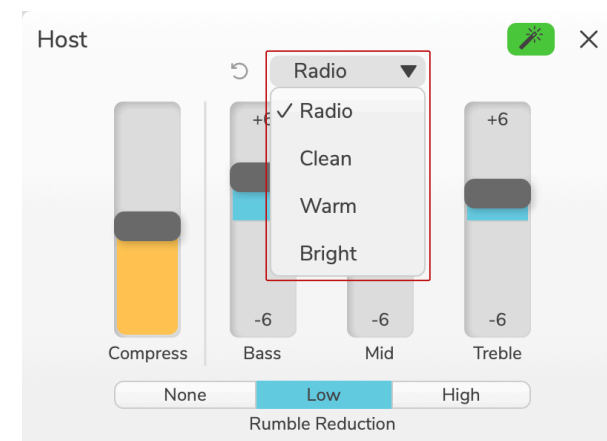 Host
Radio
Radio
Clean
Warm
Bright
+6
+6
-6
-6
-6
Compress
Bass
Mid
Treble
None
Low
High
Rumble Reduction